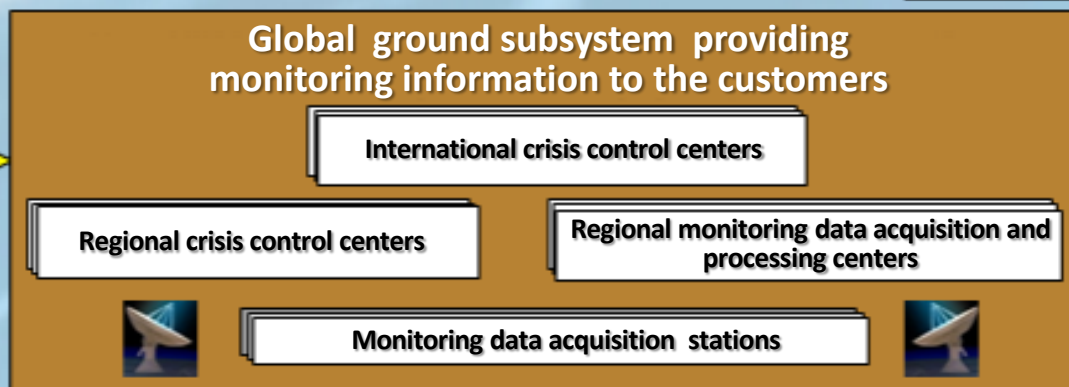 Global ground subsystem providing
monitoring information to the customers
International crisis control centers
Regional crisis control centers
Regional monitoring data acquisition and
processing centers
Monitoring data acquisition stations